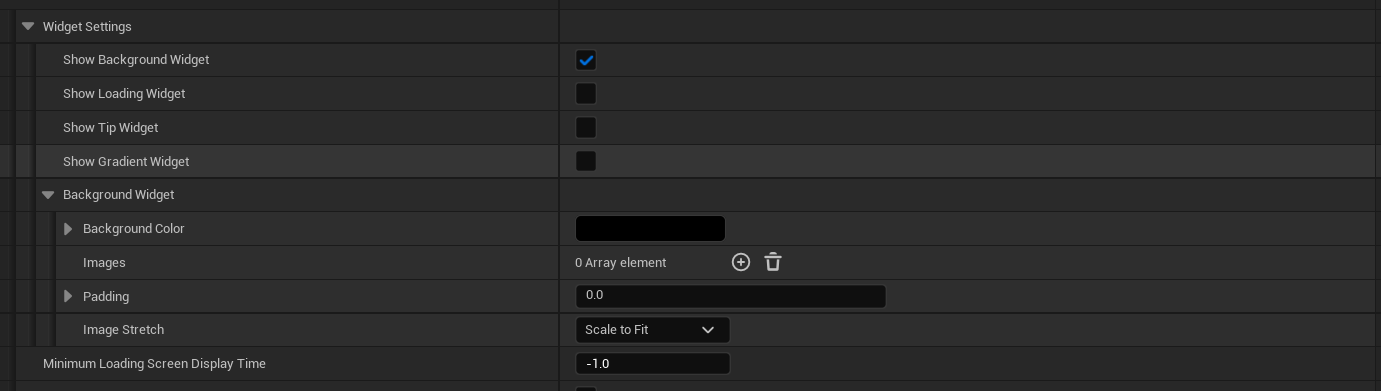 Widget Settings
Show Background Widget
Show Loading Widget
Show Tip Widget
Show Gradient Widget
Background Widget
Background Color
Images 0 Array element
Padding 0.0
Image Stretch Scale to Fit
Minimum Loading Screen Display Time -1.0